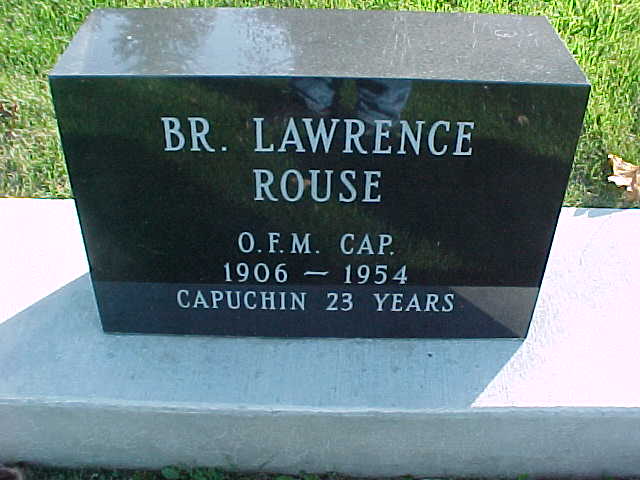 BR. LAWRENCE
ROUSE
O.F.M. CAP.
1906 — 1954
CAPUCHIN 23 YEARS